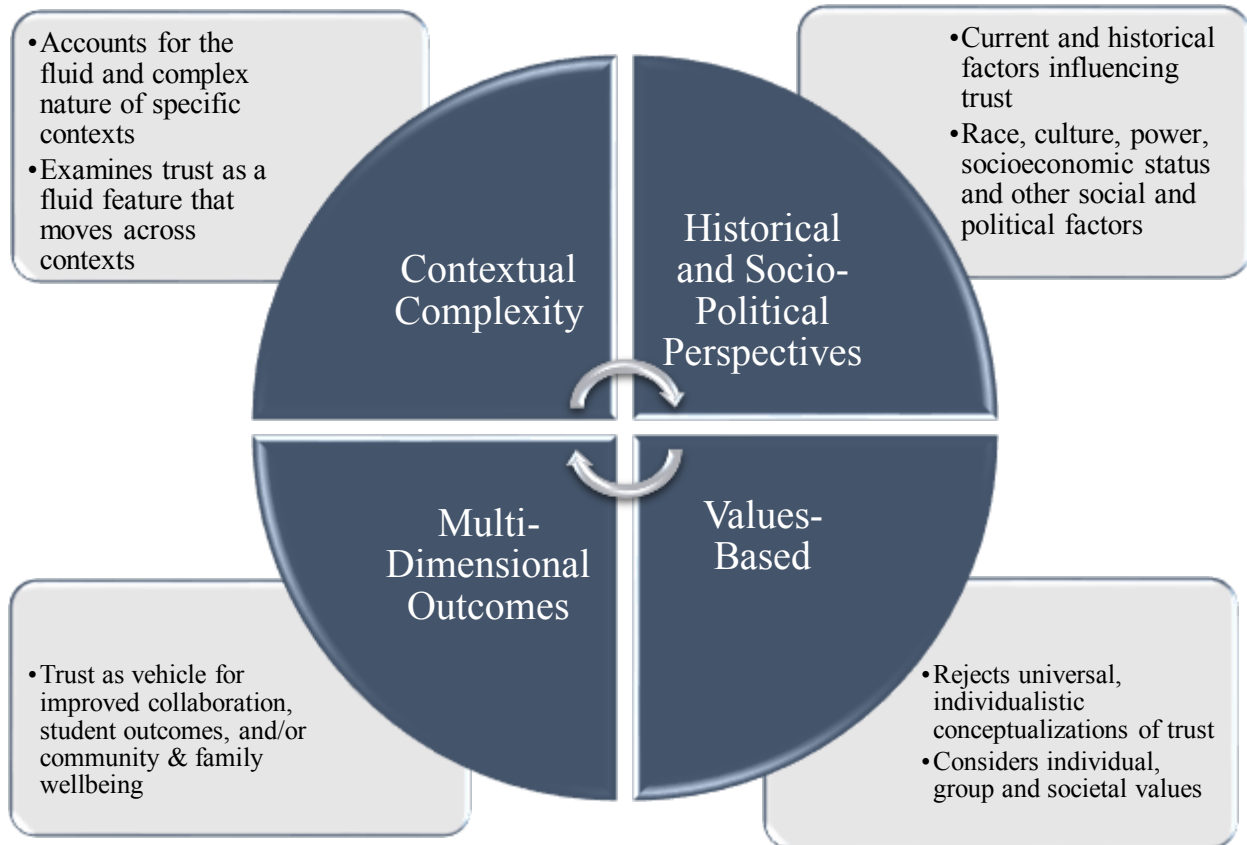 •Accounts for the
fluid and complex
nature of specific
contexts
•Examines trust as a
fluid feature that
moves across
contexts
•Current and historical
factors influencing
trust
•Race, culture, power,
socioeconomic status
and other social and
political factors
Contextual
Complexity
Historical
and Socio-
Political
Perspectives
Multi-
Dimensional
Outcomes
Values-
Based
•Trust as vehicle for
improved collaboration,
student outcomes, and/or
community & family
wellbeing
•Rejects universal,
individualistic
conceptualizations of trust
•Considers individual,
group and societal values